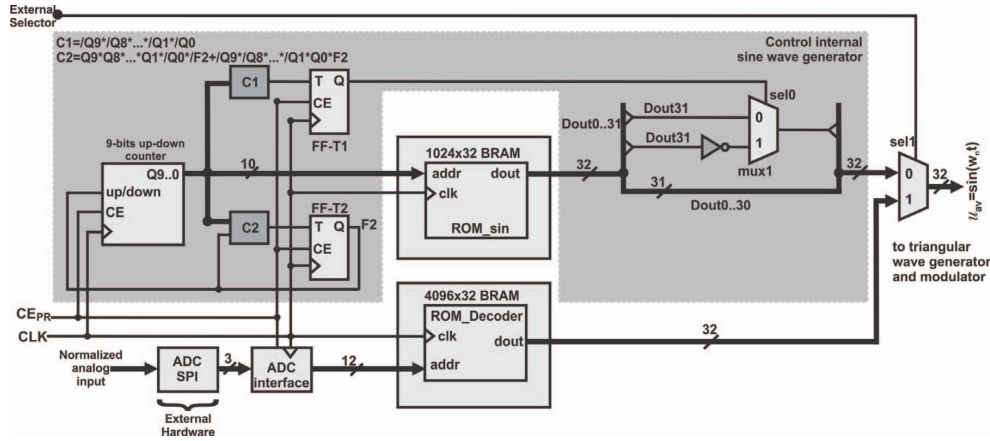 External
Selector
C1=/Q9*/Q8*...*/Q1*/Q0
C2=Q9*Q8*...*Q1*/Q0*/F2+/Q9*/Q8*...*/Q1*Q0*F2
Control internal
sine wave generator
C1
T Q
CE
FF-T1
sel0
Dout31
Dout0..31
Dout31
0
1
mux1
sel1
9-bits up-down
counter
Q9..0
up/down
CE
10
1024x32 BRAM
addr
dout
clk
ROM_sin
32
31
Dout0..30
32
0
1
32
uav=sin(wnt)
FF-T2
C2
T Q
F2
CE
to triangular
wave generator
and modulator
CEPR
CLK
4096x32 BRAM
ROM_Decoder
clk
dout
addr
32
Normalized
analog
input
ADC
SPI
3
ADC
interface
12
External
Hardware